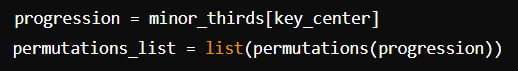 progression = minor_thirds[key_center]
permutations_list = list(permutations(progression))